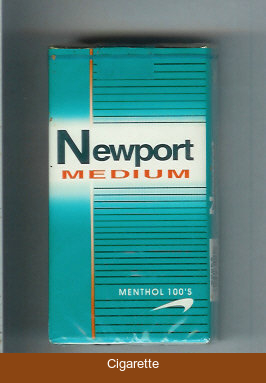 Newport
MEDIUM
MENTHOL 100'S
Cigarette